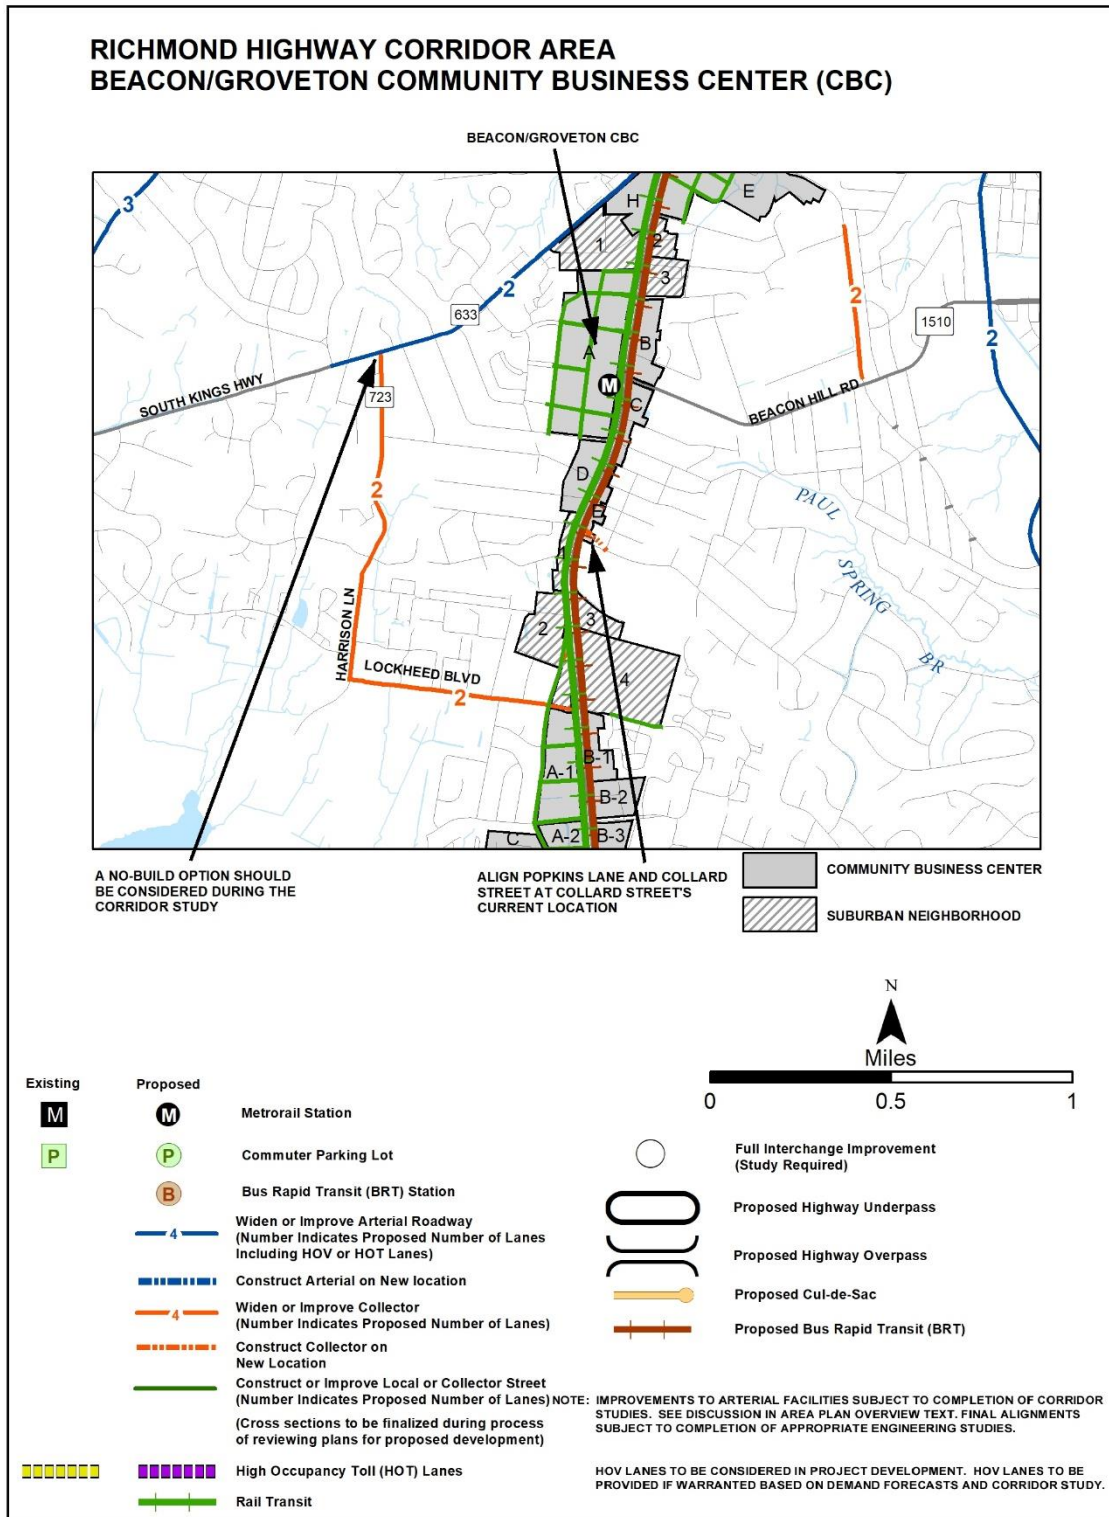 RICHMOND HIGHWAY CORRIDOR AREA
BEACON/GROVETON COMMUNITY BUSINESS CENTER (CBC)
BEACON/GROVETON CBC
3
H
E
1
2
3
2
2
633
2
1510
A
B
SOUTH KINGS HWY
M
723
BEACON HILL RD
C
D
2
E
PAUL
SPRING
BR
1
2
3
HARRISON LN
LOCKHEED BLVD
2
4
A-1
B-1
B-2
C
A-2
B-3
A NO-BUILD OPTION SHOULD
BE CONSIDERED DURING THE
CORRIDOR STUDY
ALIGN POPKINS LANE AND COLLARD
STREET AT COLLARD STREET'S
CURRENT LOCATION
COMMUNITY BUSINESS CENTER
SUBURBAN NEIGHBORHOOD
N
Miles
0 0.5 1
Existing Proposed
M M Metrorail Station
P P Commuter Parking Lot
B Bus Rapid Transit (BRT) Station
4 Widen or Improve Arterial Roadway
(Number Indicates Proposed Number of Lanes
Including HOV or HOT Lanes)
Construct Arterial on New location
4 Widen or Improve Collector
(Number Indicates Proposed Number of Lanes)
Construct Collector on
New Location
Construct or Improve Local or Collector Street
(Number Indicates Proposed Number of Lanes)
(Cross sections to be finalized during process
of reviewing plans for proposed development)
High Occupancy Toll (HOT) Lanes
Rail Transit
Full Interchange Improvement
(Study Required)
Proposed Highway Underpass
Proposed Highway Overpass
Proposed Cul-de-Sac
Proposed Bus Rapid Transit (BRT)
NOTE: IMPROVEMENTS TO ARTERIAL FACILITIES SUBJECT TO COMPLETION OF CORRIDOR
STUDIES. SEE DISCUSSION IN AREA PLAN OVERVIEW TEXT. FINAL ALIGNMENTS
SUBJECT TO COMPLETION OF APPROPRIATE ENGINEERING STUDIES.
HOV LANES TO BE CONSIDERED IN PROJECT DEVELOPMENT. HOV LANES TO BE
PROVIDED IF WARRANTED BASED ON DEMAND FORECASTS AND CORRIDOR STUDY.